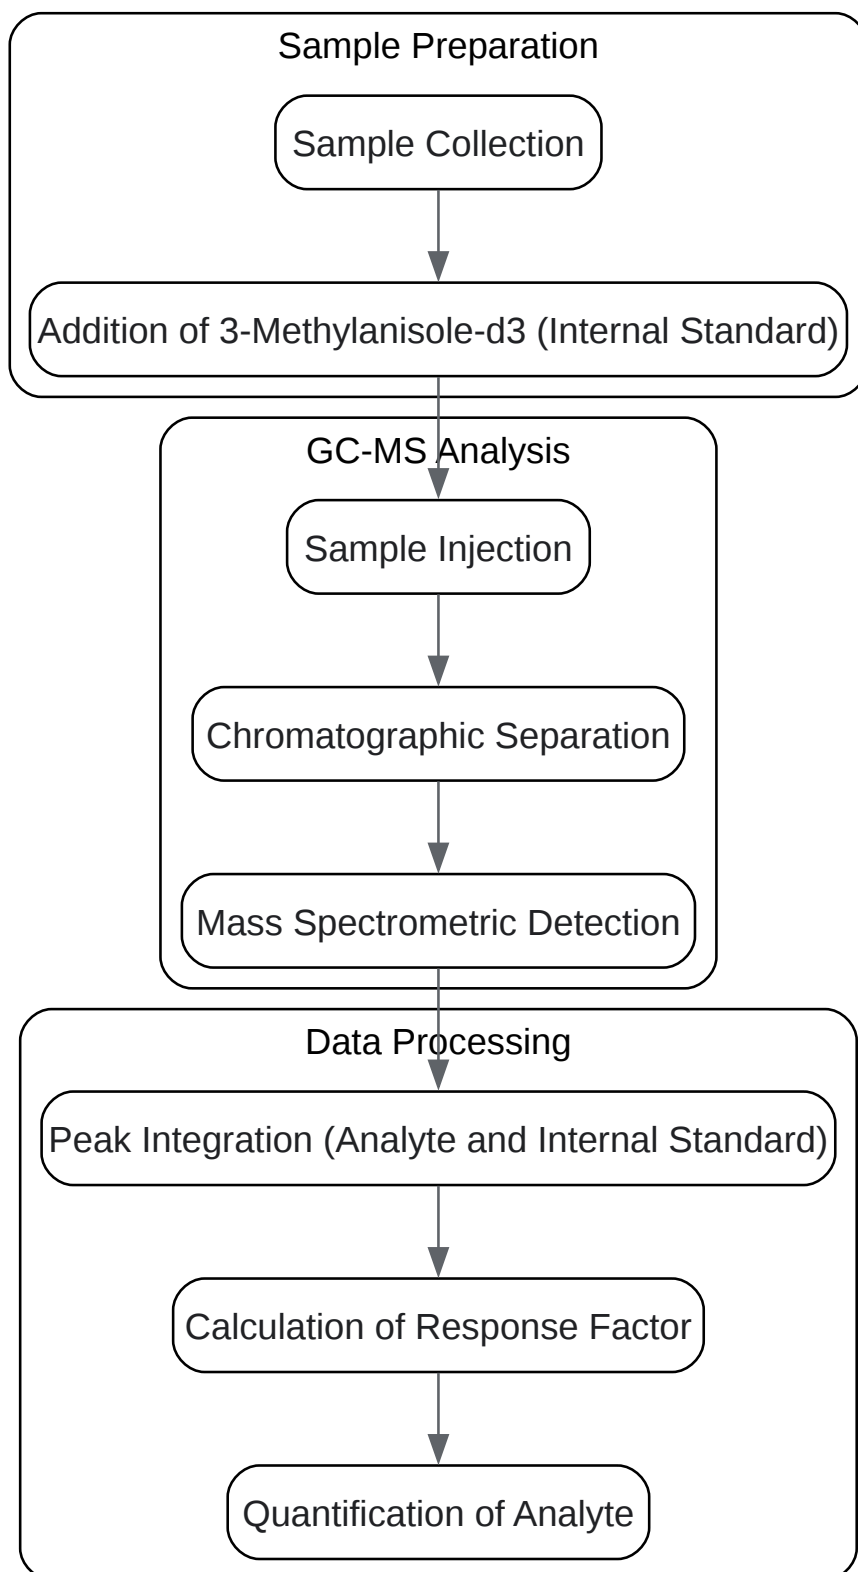 Sample Preparation
Sample Collection
Addition of 3-Methylanisole-d3 (Internal Standard)
GC-MS Analysis
Sample Injection
Chromatographic Separation
Mass Spectrometric Detection
Data Processing
Peak Integration (Analyte and Internal Standard)
Calculation of Response Factor
Quantification of Analyte